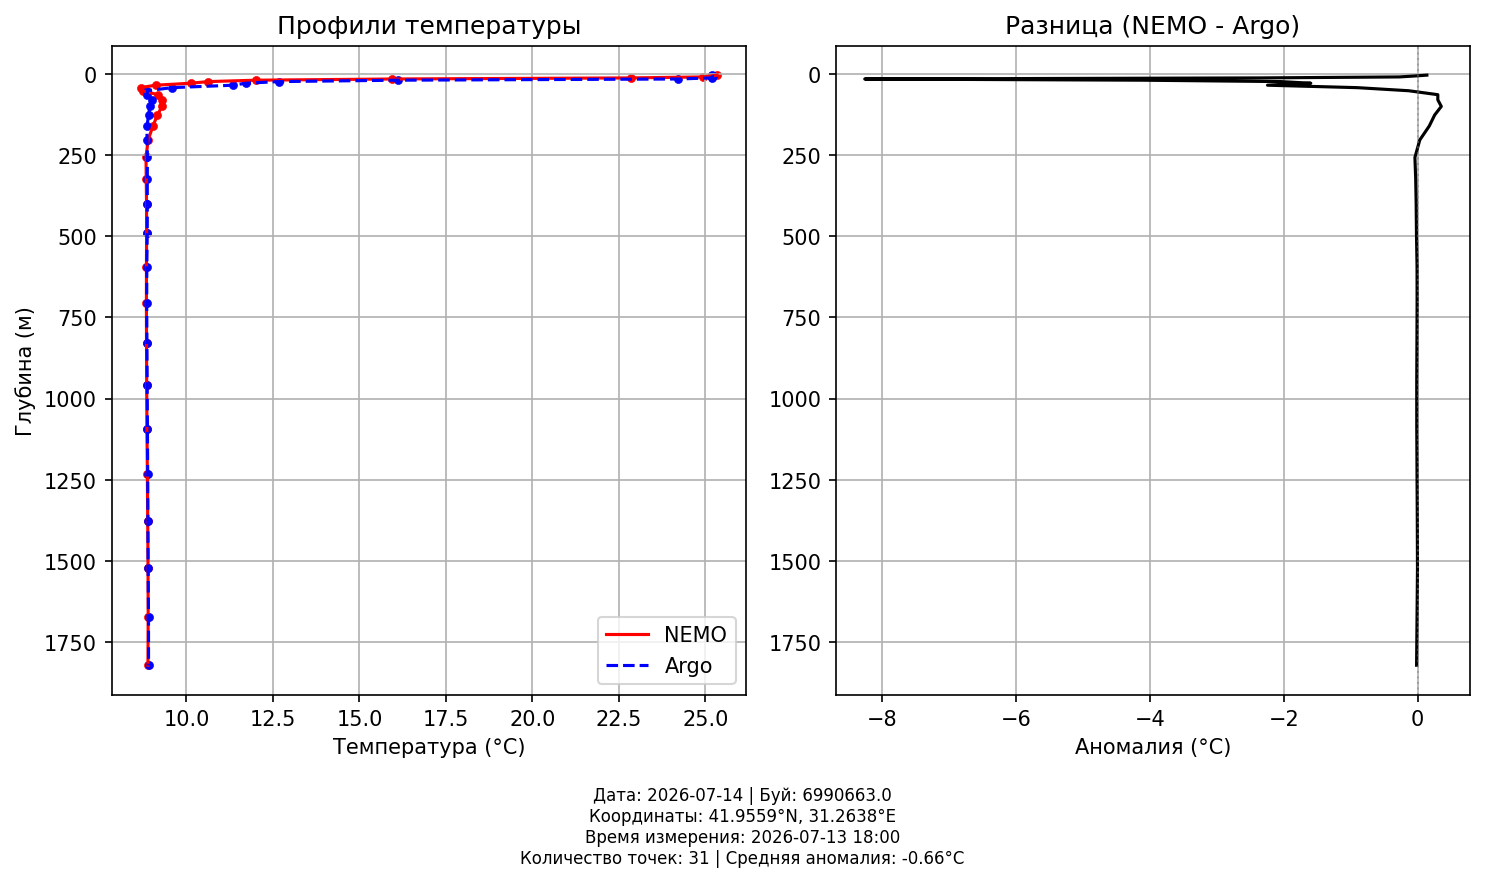 Профили температуры
Глубина (м)
0
250
500
750
1000
1250
1500
1750
10.0 12.5 15.0 17.5 20.0 22.5 25.0
Температура (°C)
NEMO
Argo
Разница (NEMO - Argo)
0
250
500
750
1000
1250
1500
1750
−8 −6 −4 −2 0
Аномалия (°C)
Дата: 2026-07-14 | Буй: 6990663.0
Координаты: 41.9559°N, 31.2638°E
Время измерения: 2026-07-13 18:00
Количество точек: 31 | Средняя аномалия: -0.66°C